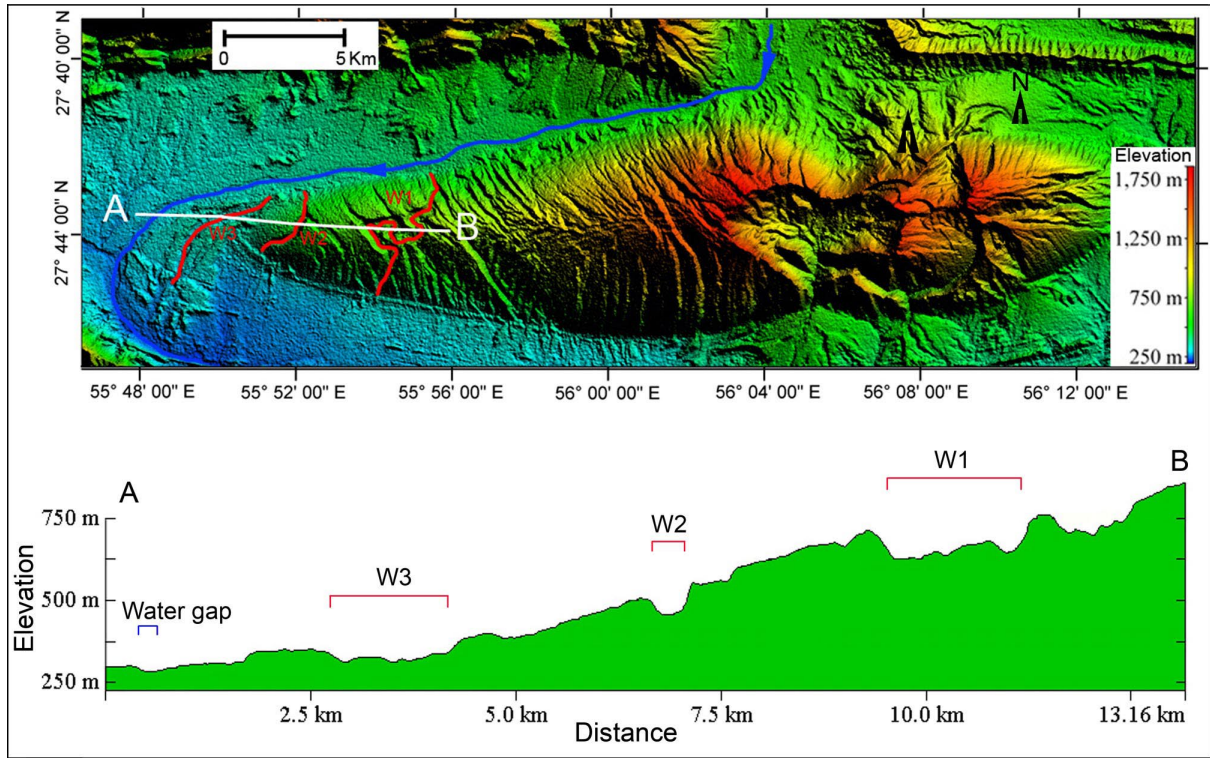 0 5 Km
N
Elevation
1,750 m
1,250 m
750 m
250 m
27° 40' 00" N
27° 44' 00" N
A
B
W1
W2
W3
55° 48' 00" E
55° 52' 00" E
55° 56' 00" E
56° 00' 00" E
56° 04' 00" E
56° 08' 00" E
56° 12' 00" E
A
B
W1
W2
W3
Water gap
Elevation
750 m
500 m
250 m
2.5 km
5.0 km
7.5 km
10.0 km
13.16 km
Distance